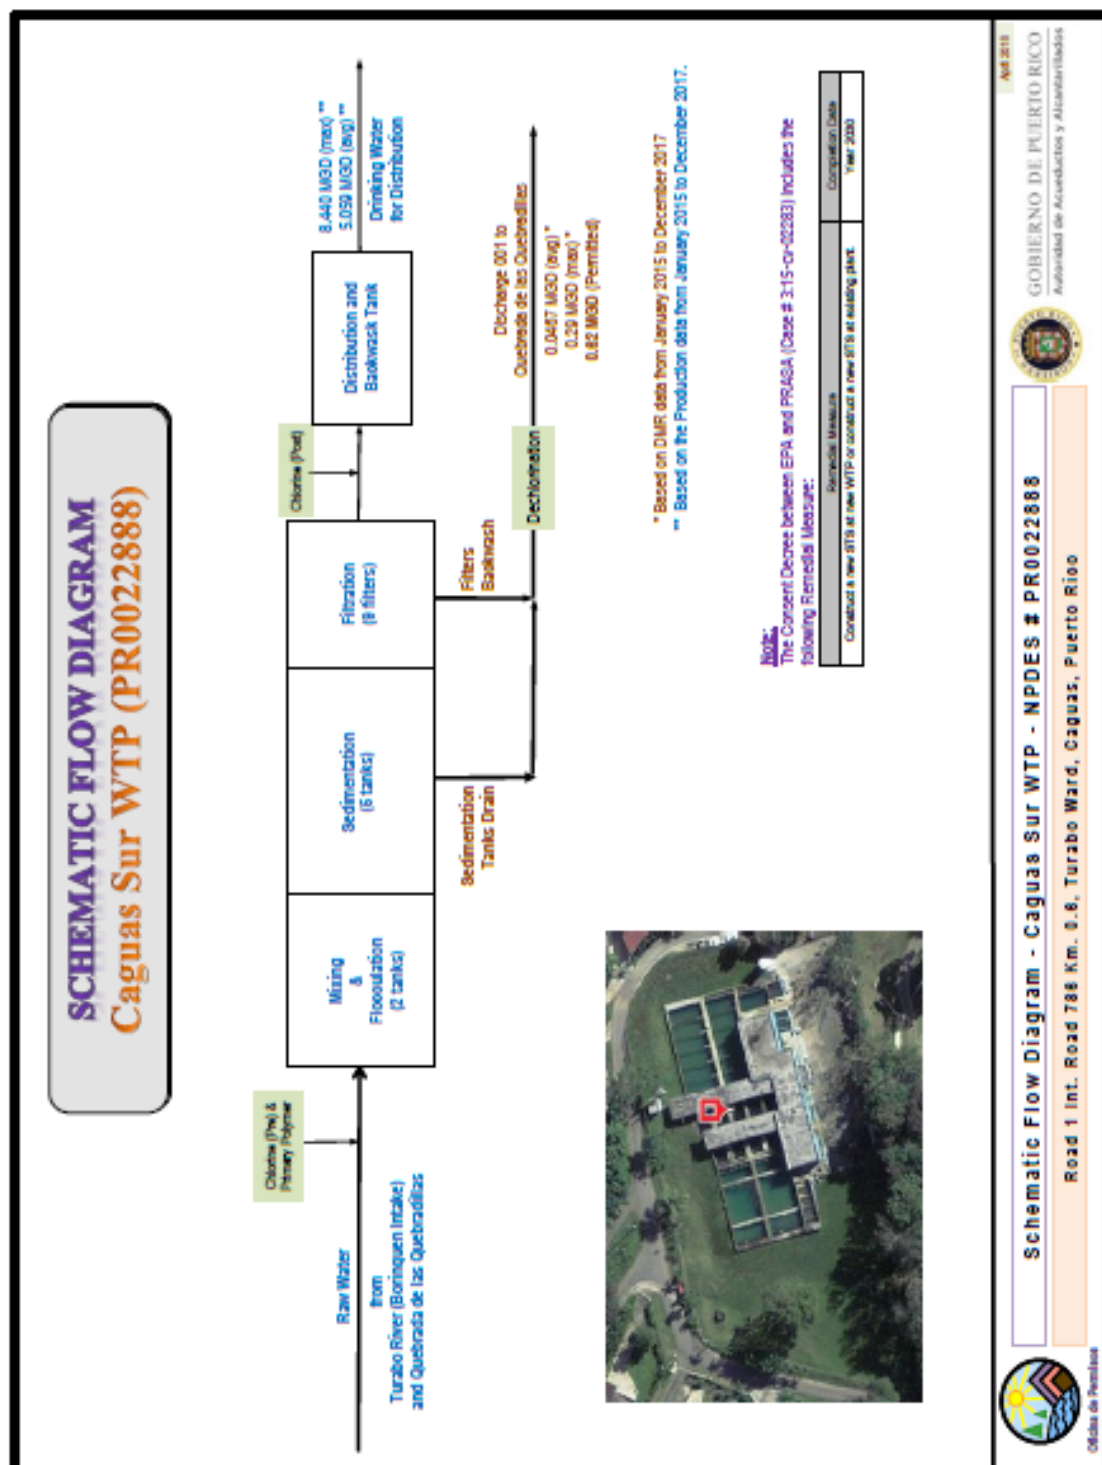 SCHEMATIC FLOW DIAGRAM
Caguas Sur WTP (PR0022888)
Chlorine (Pre) &
Primary Polymer
Raw Water
from
Turabo River (Borinquen Intake)
and Quebrada de las Quebradillas
Mixing
&
Flocculation
(2 tanks)
Sedimentation
(6 tanks)
Filtration
(9 filters)
Chlorine (Post)
Distribution and
Backwask Tank
8.440 MGD (max) **
5.059 MGD (avg) **
Drinking Water
for Distribution
Sedimentation
Tanks Drain
Filters
Backwash
Dechlorination
Discharge 001 to
Quebrada de las Quebradillas
0.0467 MGD (avg) *
0.29 MGD (max) *
0.62 MGD (Permitted)
* Based on DMR data from January 2015 to December 2017
** Based on the Production data from January 2015 to December 2017.
Note:
The Consent Decree between EPA and PRASA (Case # 3:15-cv-02283) includes the
following Remedial Measure:
Remedial Measure
Completion Date
Construct a new STS at new WTP or construct a new STS at existing plant.
Year 2030
April 2018
Oficina de Permisos
Schematic Flow Diagram - Caguas Sur WTP - NPDES # PR0022888
Road 1 Int. Road 786 Km. 0.6, Turabo Ward, Caguas, Puerto Rico
GOBIERNO DE PUERTO RICO
Autoridad de Acueductos y Alcantarillados